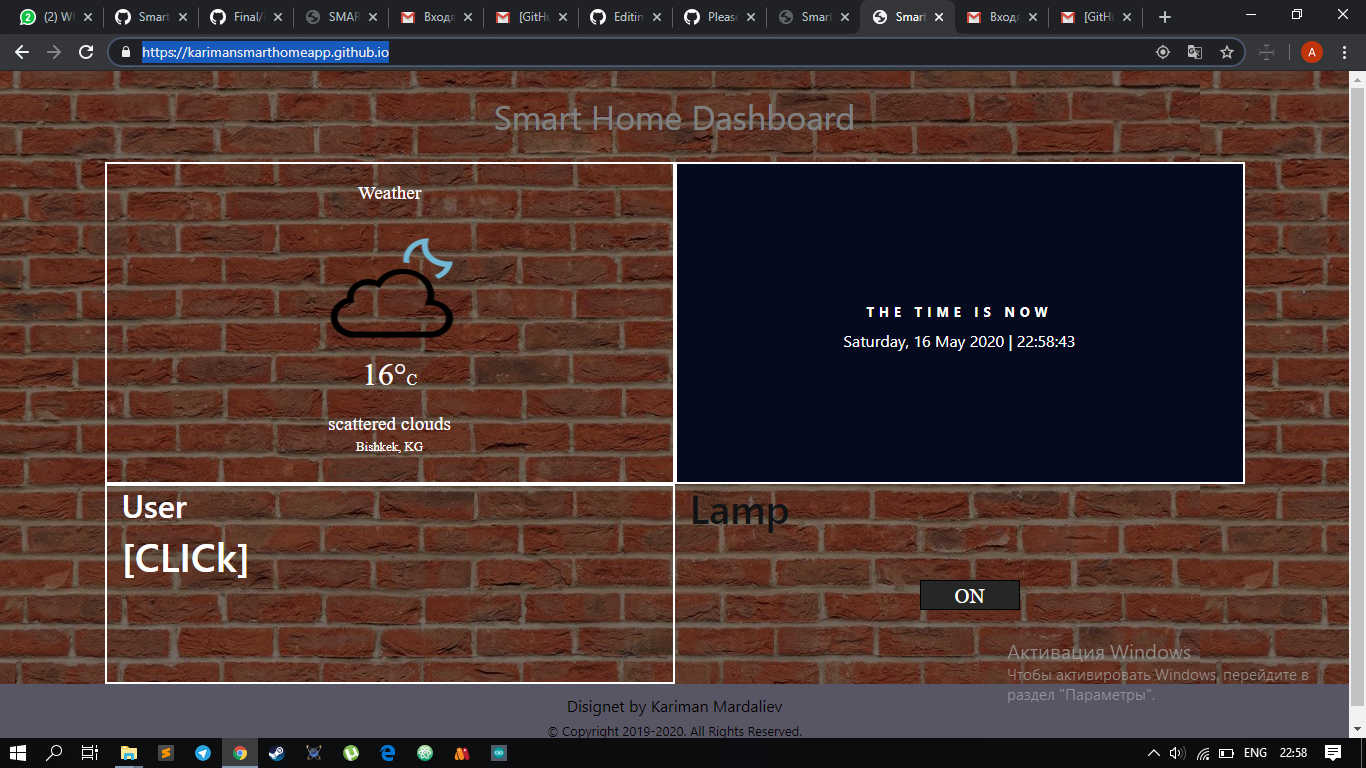 (2) W
Smart
Final/
SMAR
Входя
[GitHu
Editin
Please
Smart
Smart
Входя
[GitHu
https://karimansmarthomeapp.github.io
A
Smart Home Dashboard
Weather
16°C
scattered clouds
Bishkek, KG
THE TIME IS NOW
Saturday, 16 May 2020 | 22:58:43
User
[CLICk]
Lamp
ON
Активация Windows
Чтобы активировать Windows, перейдите в
раздел "Параметры".
Disignet by Kariman Mardaliev
© Copyright 2019-2020. All Rights Reserved.
ENG
22:58